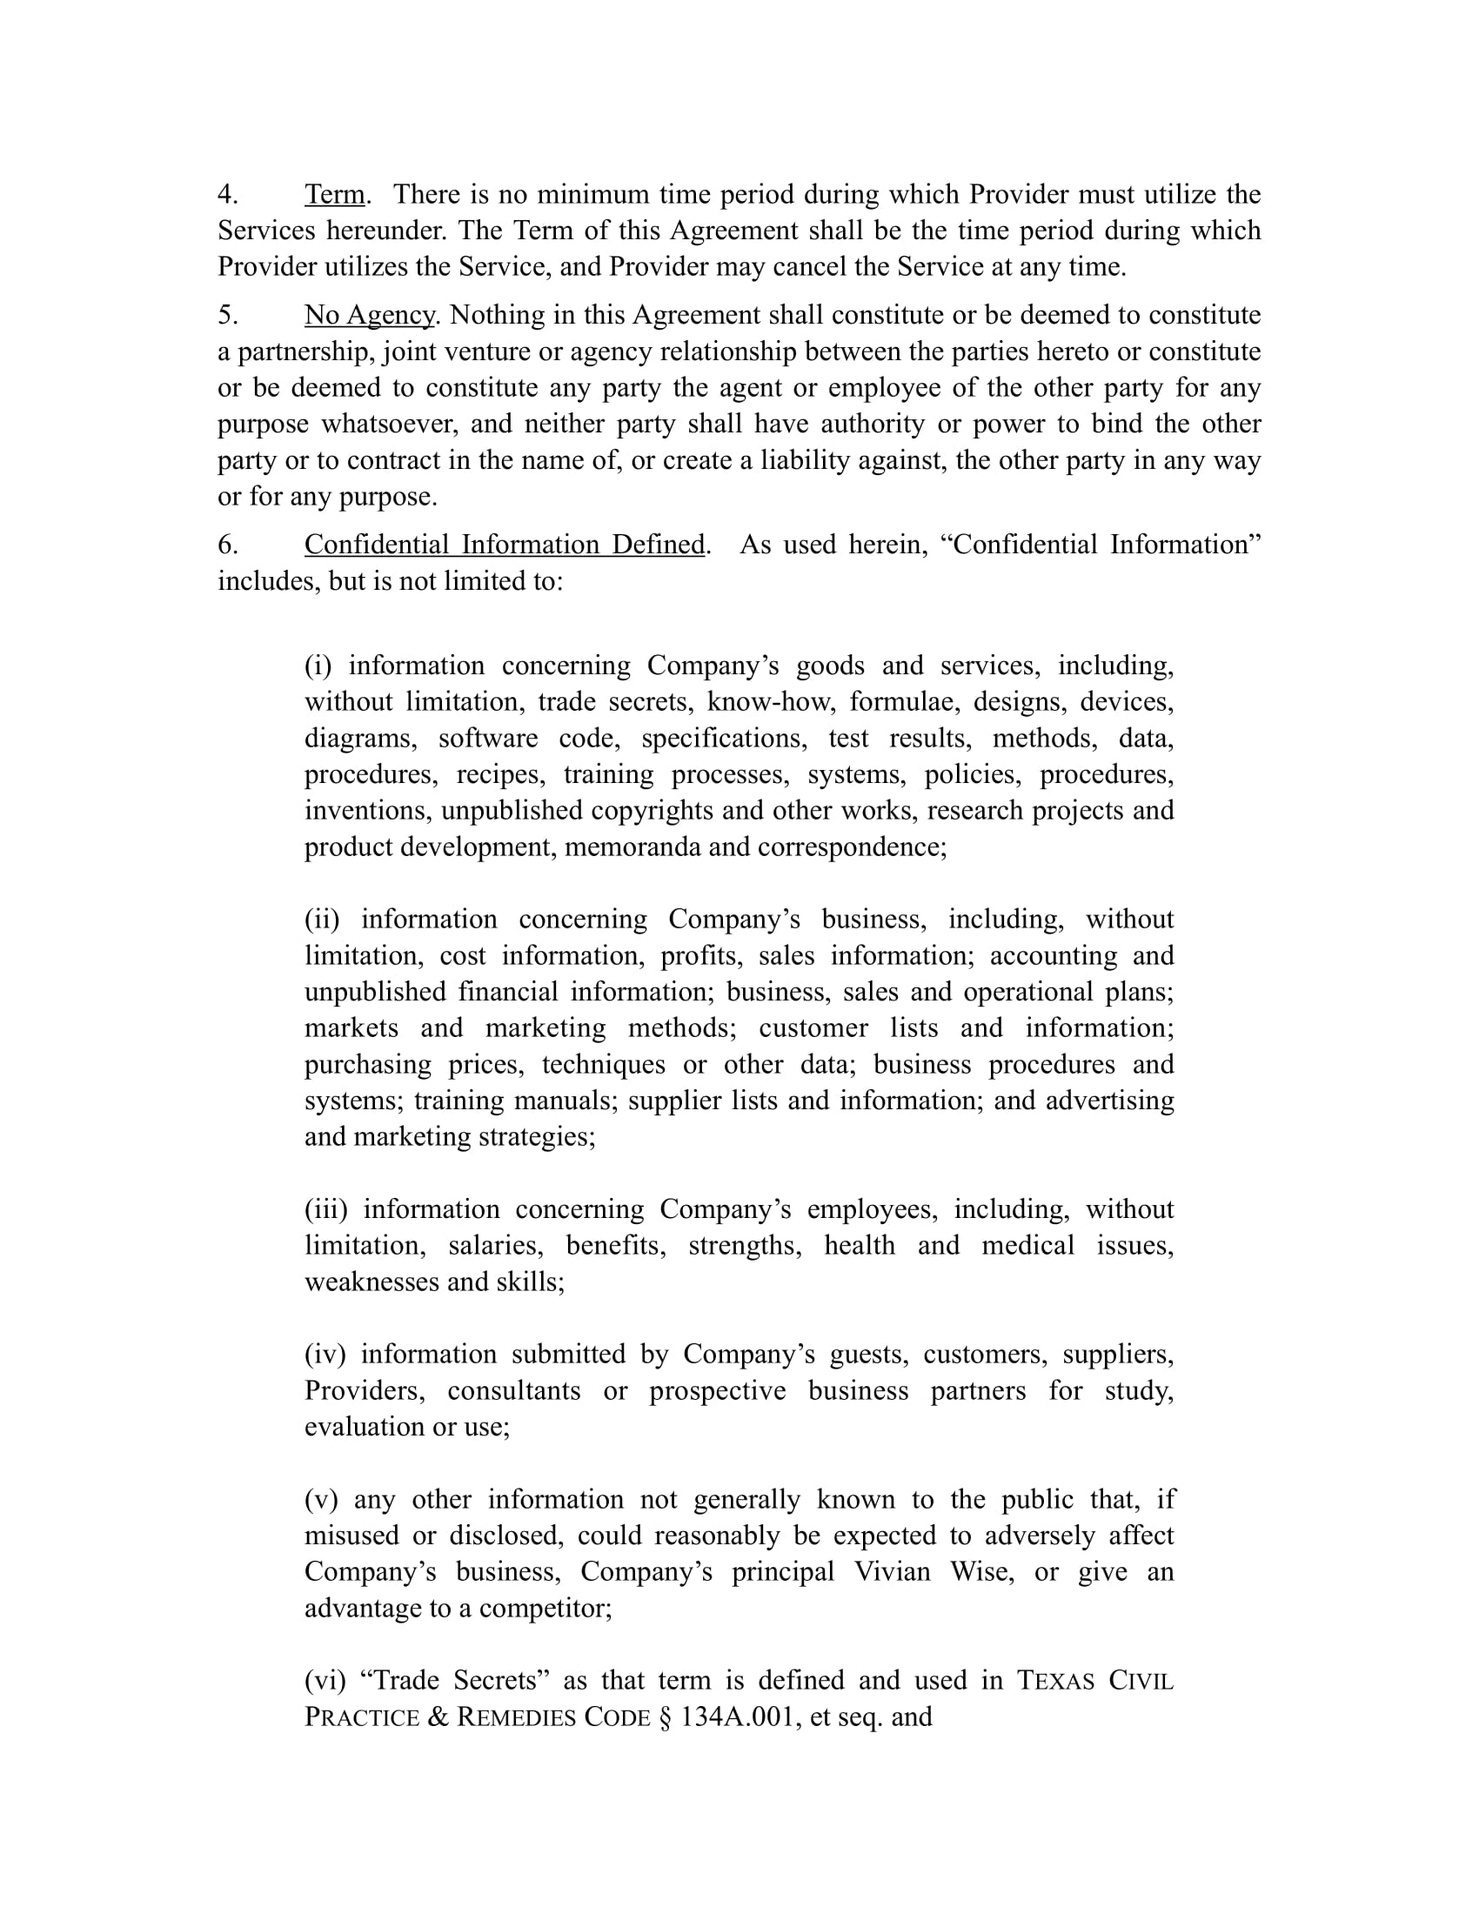 4. Term. There is no minimum time period during which Provider must utilize the
Services hereunder. The Term of this Agreement shall be the time period during which
Provider utilizes the Service, and Provider may cancel the Service at any time.
5. No Agency. Nothing in this Agreement shall constitute or be deemed to constitute
a partnership, joint venture or agency relationship between the parties hereto or constitute
or be deemed to constitute any party the agent or employee of the other party for any
purpose whatsoever, and neither party shall have authority or power to bind the other
party or to contract in the name of, or create a liability against, the other party in any way
or for any purpose.
6. Confidential Information Defined. As used herein, “Confidential Information”
includes, but is not limited to:
(i) information concerning Company’s goods and services, including,
without limitation, trade secrets, know-how, formulae, designs, devices,
diagrams, software code, specifications, test results, methods, data,
procedures, recipes, training processes, systems, policies, procedures,
inventions, unpublished copyrights and other works, research projects and
product development, memoranda and correspondence;
(ii) information concerning Company’s business, including, without
limitation, cost information, profits, sales information; accounting and
unpublished financial information; business, sales and operational plans;
markets and marketing methods; customer lists and information;
purchasing prices, techniques or other data; business procedures and
systems; training manuals; supplier lists and information; and advertising
and marketing strategies;
(iii) information concerning Company’s employees, including, without
limitation, salaries, benefits, strengths, health and medical issues,
weaknesses and skills;
(iv) information submitted by Company’s guests, customers, suppliers,
Providers, consultants or prospective business partners for study,
evaluation or use;
(v) any other information not generally known to the public that, if
misused or disclosed, could reasonably be expected to adversely affect
Company’s business, Company’s principal Vivian Wise, or give an
advantage to a competitor;
(vi) “Trade Secrets” as that term is defined and used in TEXAS CIVIL
PRACTICE & REMEDIES CODE § 134A.001, et seq. and